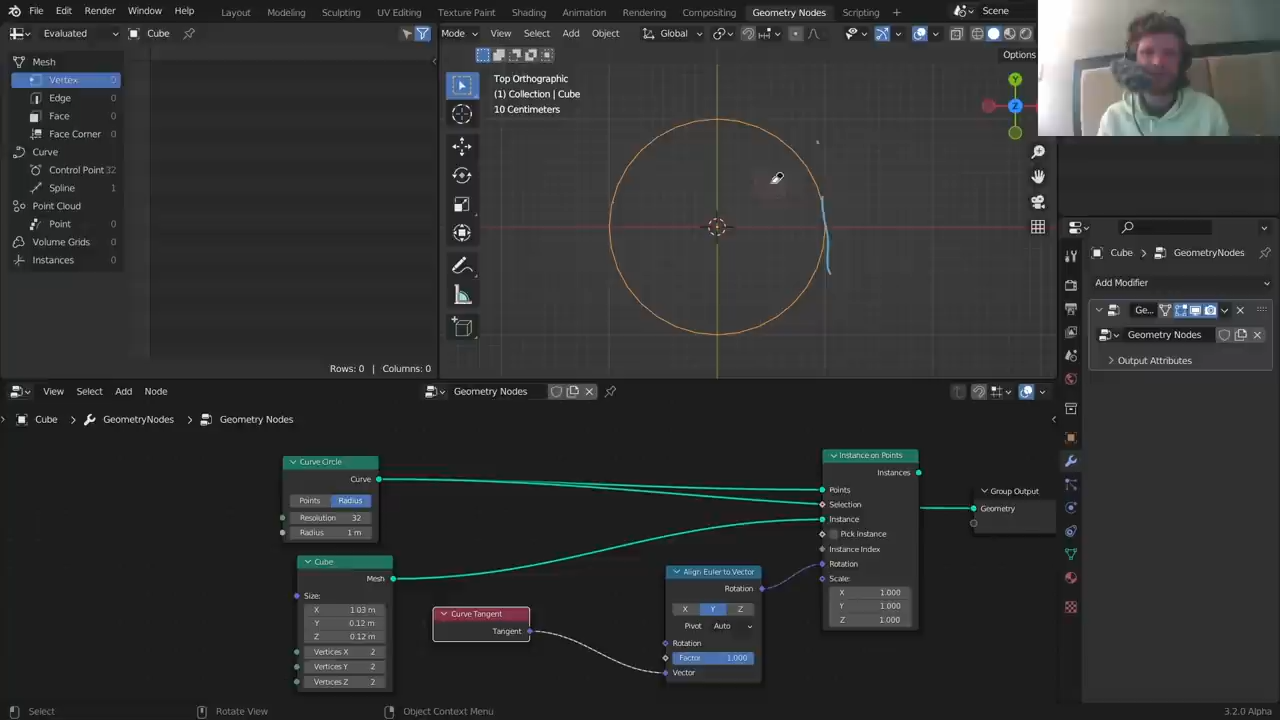 File Edit Render Window Help Layout Modeling Sculpting UV Editing Texture Paint Shading Animation Rendering Compositing Geometry Nodes Scripting Scene
Evaluated Cube
Mode View Select Add Object Global
Options
Mesh
Vertex 0
Edge 0
Face 0
Face Corner 0
Curve
Control Point 32
Spline 1
Point Cloud
Point 0
Volume Grids
Instances 0
Rows: 0 | Columns: 0
Top Orthographic
(1) Collection | Cube
10 Centimeters
Y
Z
Cube GeometryNodes
Add Modifier
Ge...
Geometry Nodes
Output Attributes
View Select Add Node Geometry Nodes
Cube GeometryNodes Geometry Nodes
Curve Circle
Curve
Points Radius
Resolution 32
Radius 1 m
Cube
Mesh
Size:
X 1.03 m
Y 0.12 m
Z 0.12 m
Vertices X 2
Vertices Y 2
Vertices Z 2
Curve Tangent
Tangent
Align Euler to Vector
Rotation
X Y Z
Pivot Auto
Rotation
Factor 1.000
Vector
Instance on Points
Instances
Points
Selection
Instance
Pick Instance
Instance Index
Rotation
Scale:
X 1.000
Y 1.000
Z 1.000
Group Output
Geometry
Select Rotate View Object Context Menu 3.2.0 Alpha